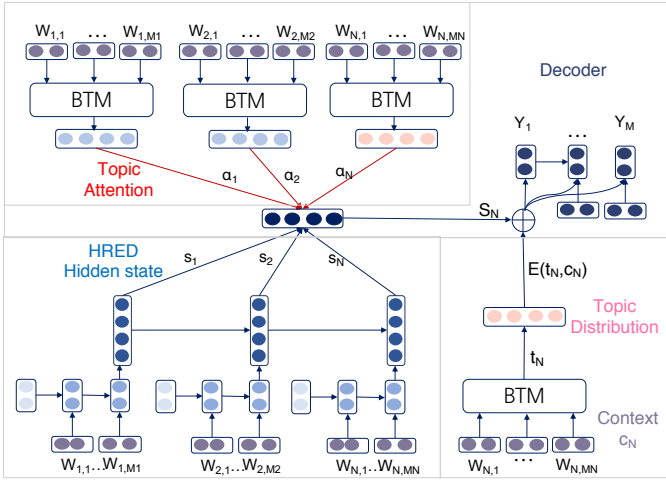 W1,1 ... W1,M1 W2,1 ... W2,M2 WN,1 ... WN,MN
BTM BTM BTM
Decoder
Y1 ... YM
Topic
Attention
α1 α2 αN
SN
HRED
Hidden state
s1 s2 sN
E(tN,cN)
Topic
Distribution
tN
BTM
Context
cN
W1,1...W1,M1 W2,1...W2,M2 WN,1...WN,MN
WN,1 ... WN,MN